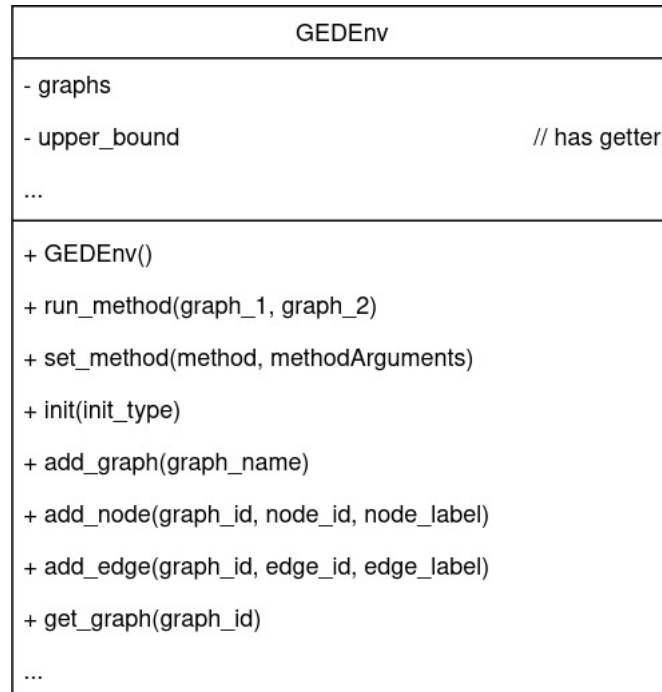 GEDEnv
- graphs
- upper_bound // has getter
...
+ GEDEnv()
+ run_method(graph_1, graph_2)
+ set_method(method, methodArguments)
+ init(init_type)
+ add_graph(graph_name)
+ add_node(graph_id, node_id, node_label)
+ add_edge(graph_id, edge_id, edge_label)
+ get_graph(graph_id)
...